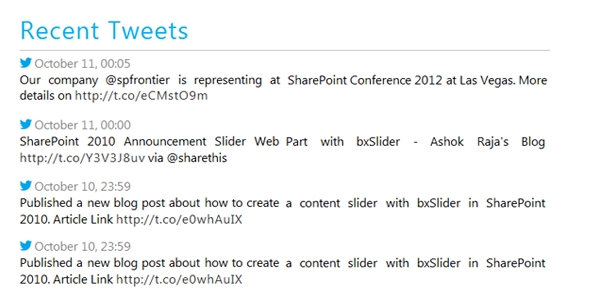 Recent Tweets
October 11, 00:05
Our company @spfrontier is representing at SharePoint Conference 2012 at Las Vegas. More
details on http://t.co/eCMstO9m
October 11, 00:00
SharePoint 2010 Announcement Slider Web Part with bxSlider - Ashok Raja's Blog
http://t.co/Y3V3J8uv via @sharethis
October 10, 23:59
Published a new blog post about how to create a content slider with bxSlider in SharePoint
2010. Article Link http://t.co/e0whAuIX
October 10, 23:59
Published a new blog post about how to create a content slider with bxSlider in SharePoint
2010. Article Link http://t.co/e0whAuIX